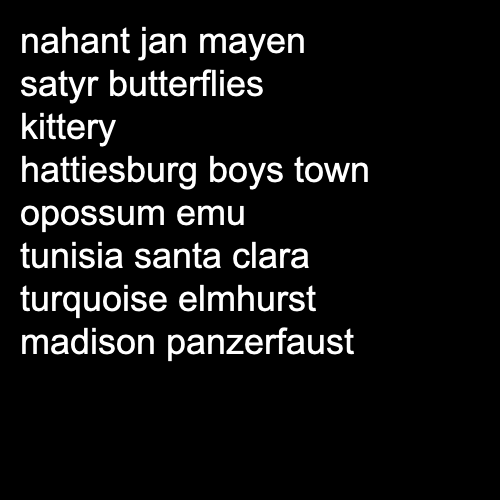 nahant jan mayen
satyr butterflies
kittery
hattiesburg boys town
opossum emu
tunisia santa clara
turquoise elmhurst
madison panzerfaust